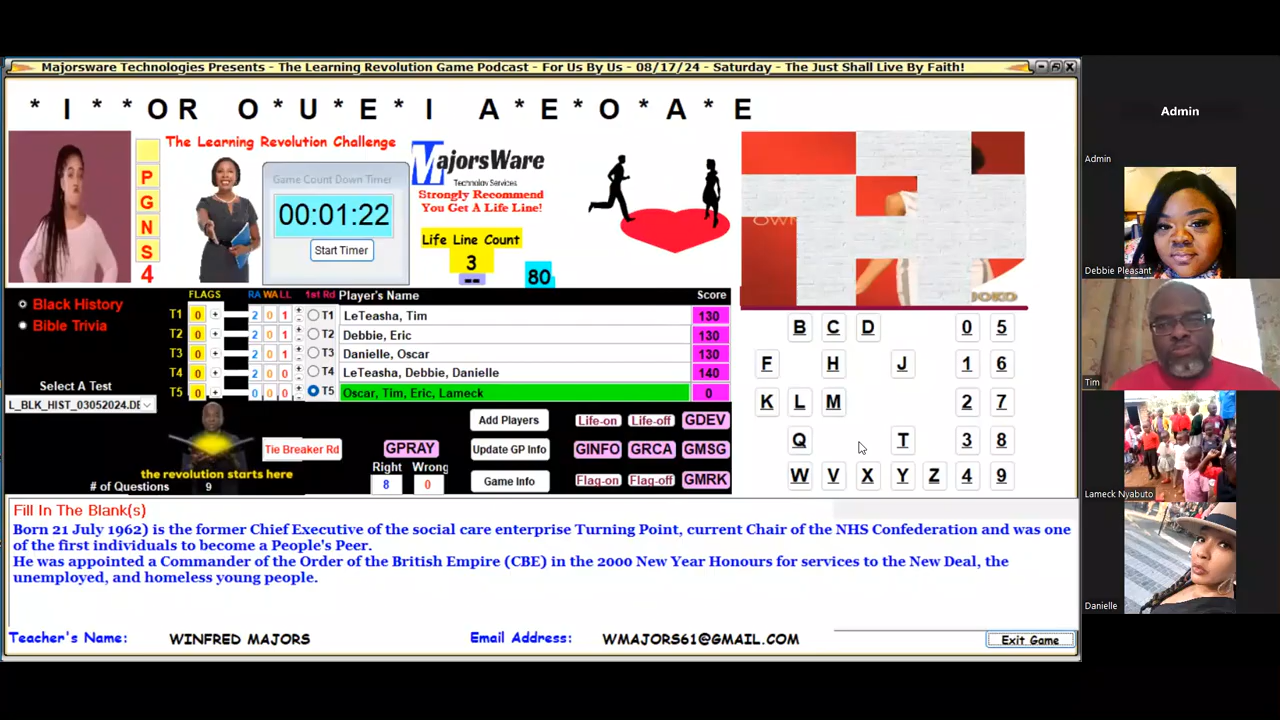 Majorsware Technologies Presents - The Learning Revolution Game Podcast - For Us By Us - 08/17/24 - Saturday - The Just Shall Live By Faith!
* I * * OR O * U * E * I A * E * O * A * E
The Learning Revolution Challenge
P
G
N
S
4
Game Count Down Timer
00:01:22
Start Timer
MajorsWare
Technology Services
Strongly Recommend
You Get A Life Line!
Life Line Count
3
--
80
Black History
Bible Trivia
Select A Test
L_BLK_HIST_03052024.DE
FLAGS RA WA LL 1st Rd Player's Name Score
T1 0 + 2 0 1 T1 LeTeasha, Tim 130
T2 0 + 2 0 1 T2 Debbie, Eric 130
T3 0 + 2 0 1 T3 Danielle, Oscar 130
T4 0 + 2 0 0 T4 LeTeasha, Debbie, Danielle 140
T5 0 + 0 0 0 T5 Oscar, Tim, Eric, Lameck 0
the revolution starts here
# of Questions 9
Tie Breaker Rd
GPRAY
Right Wrong
8 0
Add Players Life-on Life-off GDEV
Update GP Info GINFO GRCA GMSG
Game Info Flag-on Flag-off GMRK
B C D 0 5
F H J 1 6
K L M 2 7
Q T 3 8
W V X Y Z 4 9
Fill In The Blank(s)
Born 21 July 1962) is the former Chief Executive of the social care enterprise Turning Point, current Chair of the NHS Confederation and was one
of the first individuals to become a People's Peer.
He was appointed a Commander of the Order of the British Empire (CBE) in the 2000 New Year Honours for services to the New Deal, the
unemployed, and homeless young people.
Teacher's Name: WINFRED MAJORS Email Address: WMAJORS61@GMAIL.COM
Exit Game
Admin
Admin
Debbie Pleasant
Tim
Lameck Nyabuto
Danielle